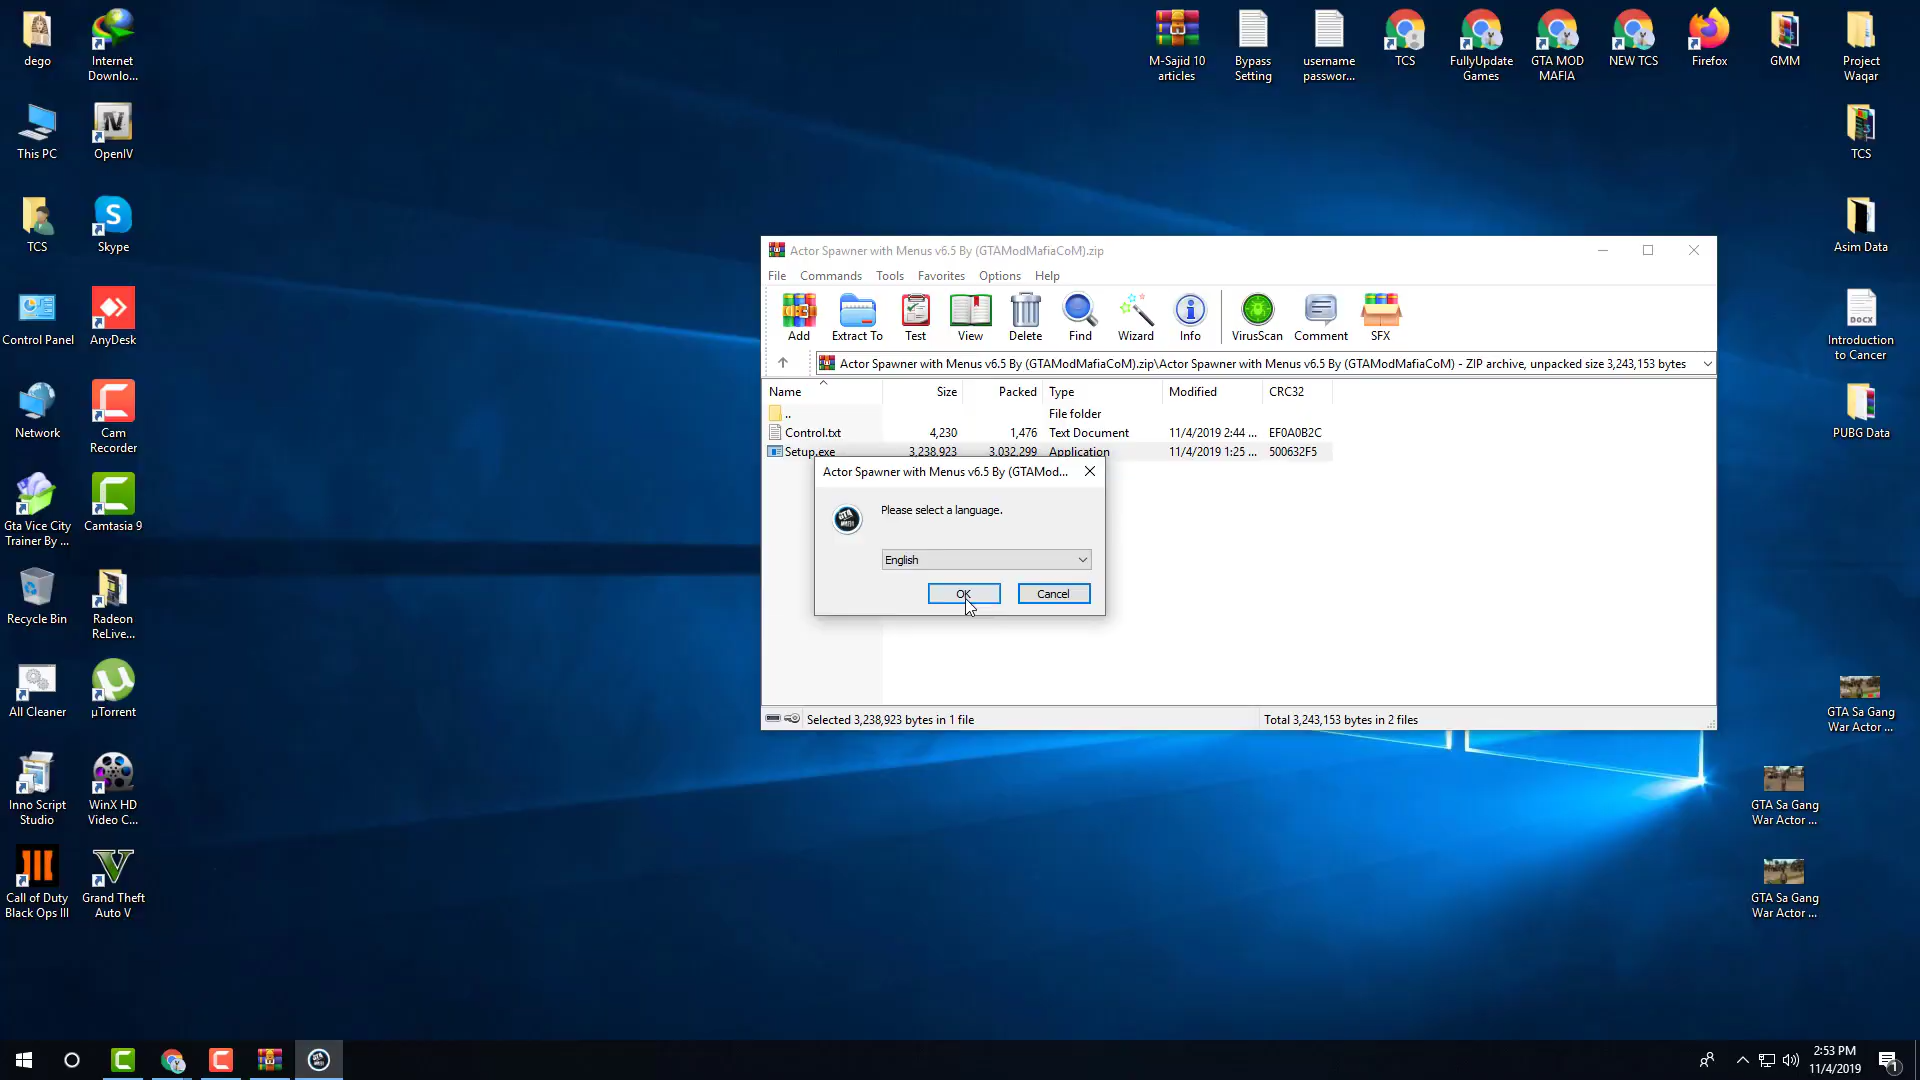 dego
Internet
Downlo...
This PC
OpenIV
TCS
Skype
Control Panel
AnyDesk
Network
Cam
Recorder
Gta Vice City
Trainer By ...
Camtasia 9
Recycle Bin
Radeon
ReLive...
All Cleaner
µTorrent
Inno Script
Studio
WinX HD
Video C...
Call of Duty
Black Ops III
Grand Theft
Auto V
M-Sajid 10
articles
Bypass
Setting
username
passwor...
TCS
FullyUpdate
Games
GTA MOD
MAFIA
NEW TCS
Firefox
GMM
Project
Waqar
TCS
Asim Data
DOCX
Introduction
to Cancer
PUBG Data
GTA Sa Gang
War Actor ...
GTA Sa Gang
War Actor ...
GTA Sa Gang
War Actor ...
Actor Spawner with Menus v6.5 By (GTAModMafiaCoM).zip
File Commands Tools Favorites Options Help
Add Extract To Test View Delete Find Wizard Info VirusScan Comment SFX
Actor Spawner with Menus v6.5 By (GTAModMafiaCoM).zip\Actor Spawner with Menus v6.5 By (GTAModMafiaCoM) - ZIP archive, unpacked size 3,243,153 bytes
Name Size Packed Type Modified CRC32
.. File folder
Control.txt 4,230 1,476 Text Document 11/4/2019 2:44 ... EF0A0B2C
Setup.exe 3,238,923 3,032,299 Application 11/4/2019 1:25 ... 500632F5
Actor Spawner with Menus v6.5 By (GTAMod...
Please select a language.
English
OK Cancel
Selected 3,238,923 bytes in 1 file
Total 3,243,153 bytes in 2 files
2:53 PM
11/4/2019
1